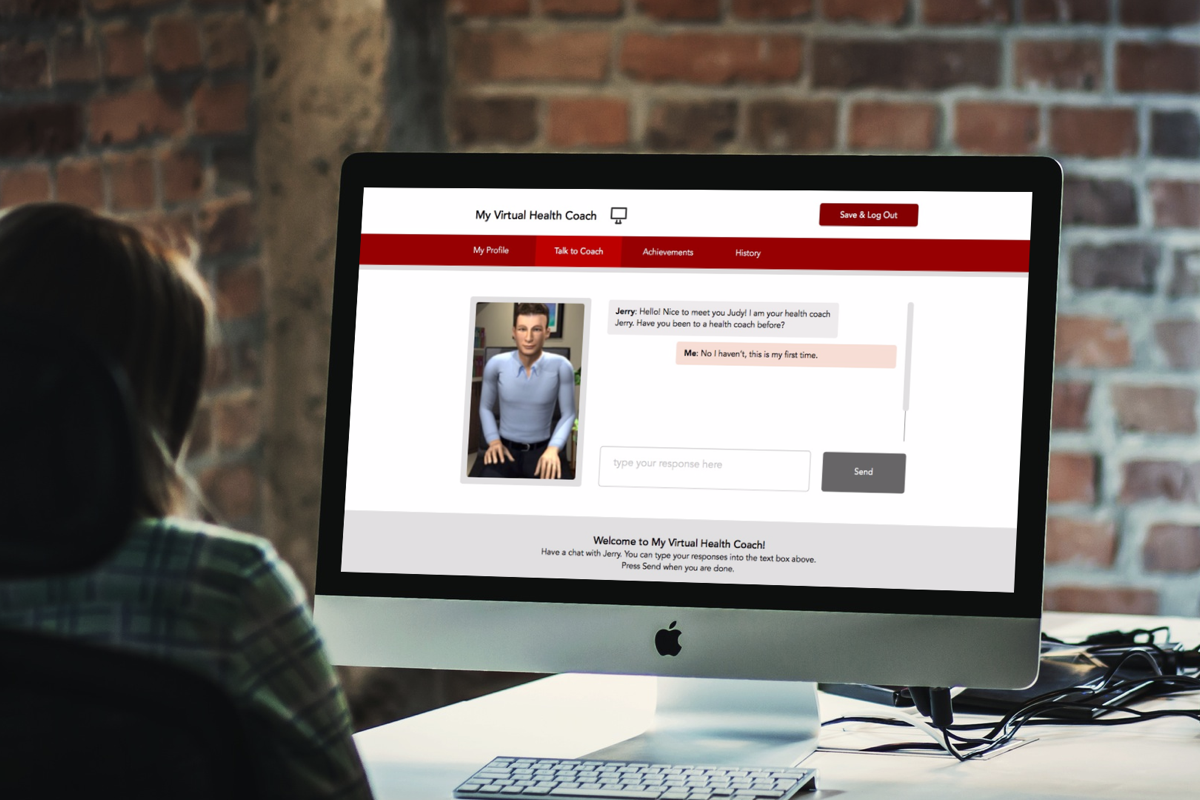 My Virtual Health Coach
Save & Log Out
My Profile
Talk to Coach
Achievements
History
Jerry: Hello! Nice to meet you Judy! I am your health coach
Jerry. Have you been to a health coach before?
Me: No I haven't, this is my first time.
type your response here
Send
Welcome to My Virtual Health Coach!
Have a chat with Jerry. You can type your responses into the text box above.
Press Send when you are done.